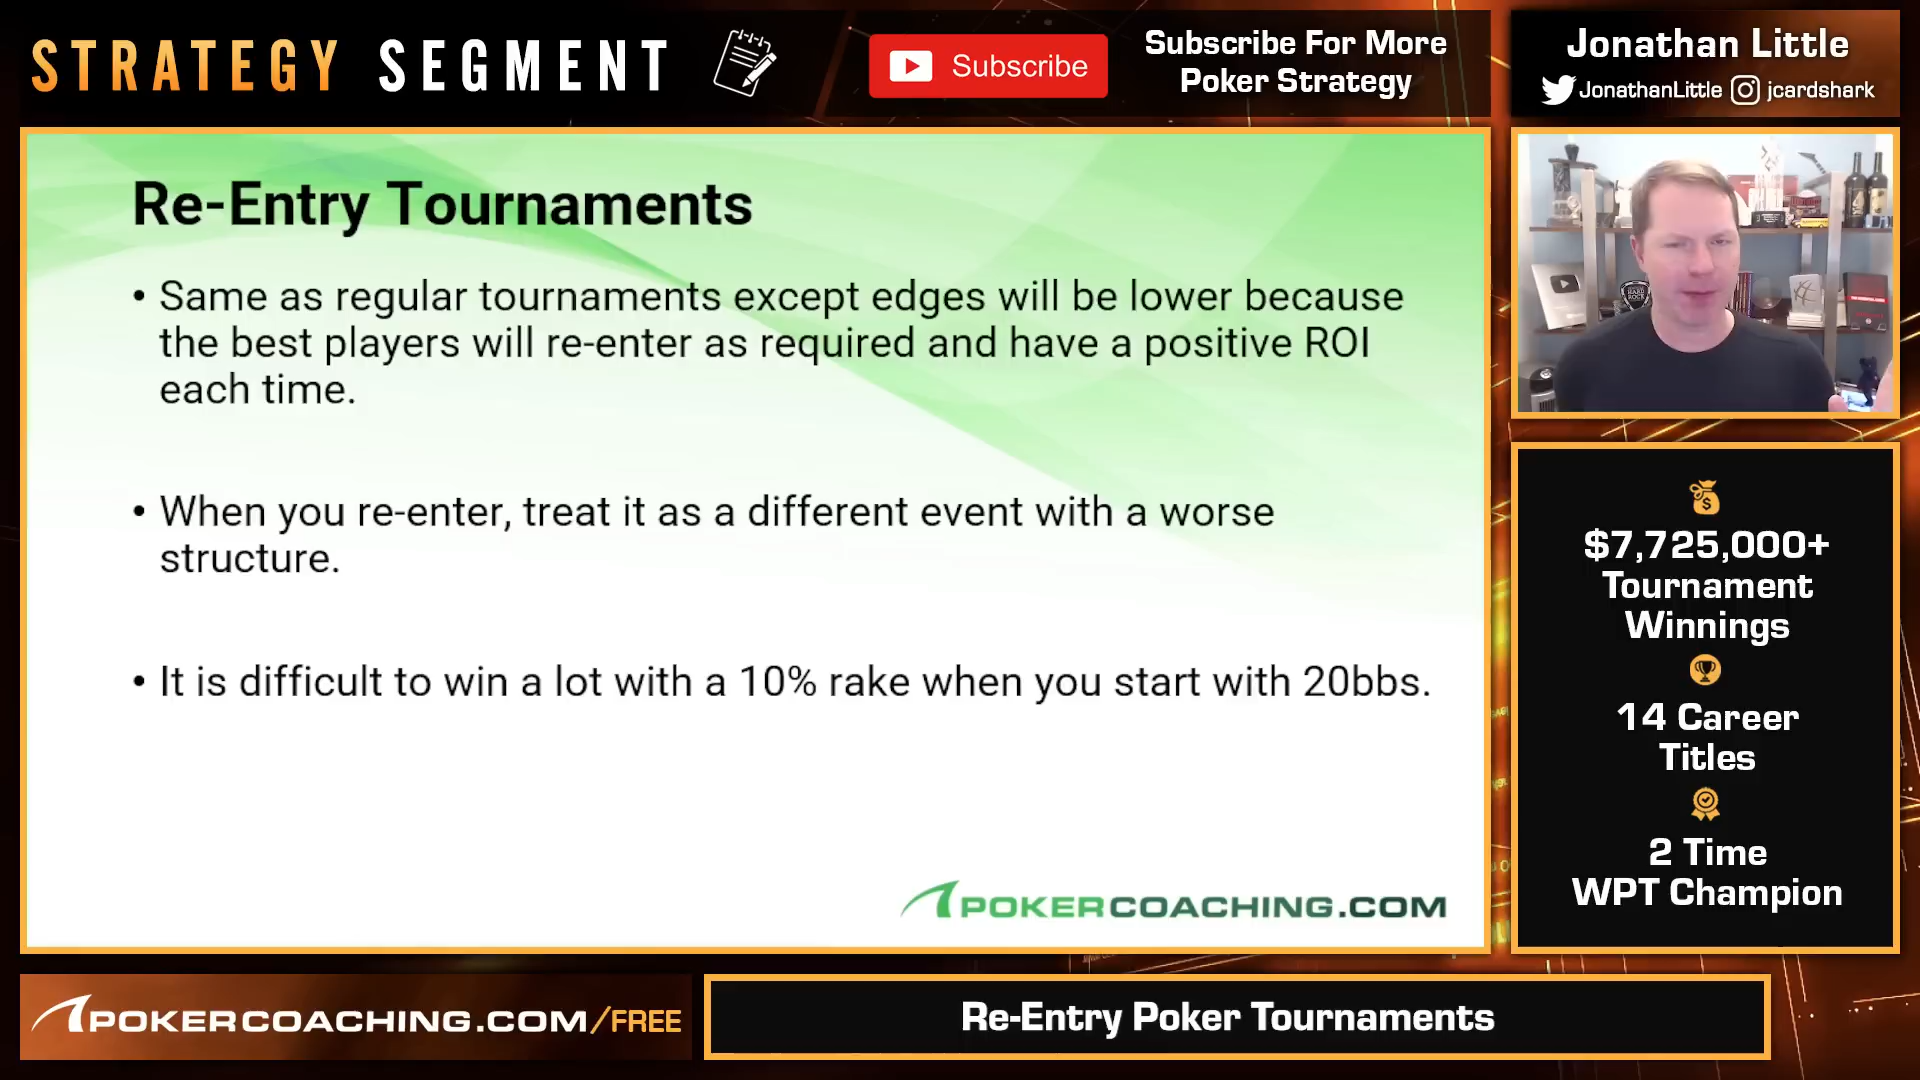 STRATEGY SEGMENT
Subscribe
Subscribe For More
Poker Strategy
Jonathan Little
JonathanLittle jcardshark
Re-Entry Tournaments
• Same as regular tournaments except edges will be lower because
the best players will re-enter as required and have a positive ROI
each time.
• When you re-enter, treat it as a different event with a worse
structure.
• It is difficult to win a lot with a 10% rake when you start with 20bbs.
POKERCOACHING.COM
$7,725,000+
Tournament
Winnings
14 Career
Titles
2 Time
WPT Champion
POKERCOACHING.COM/FREE
Re-Entry Poker Tournaments